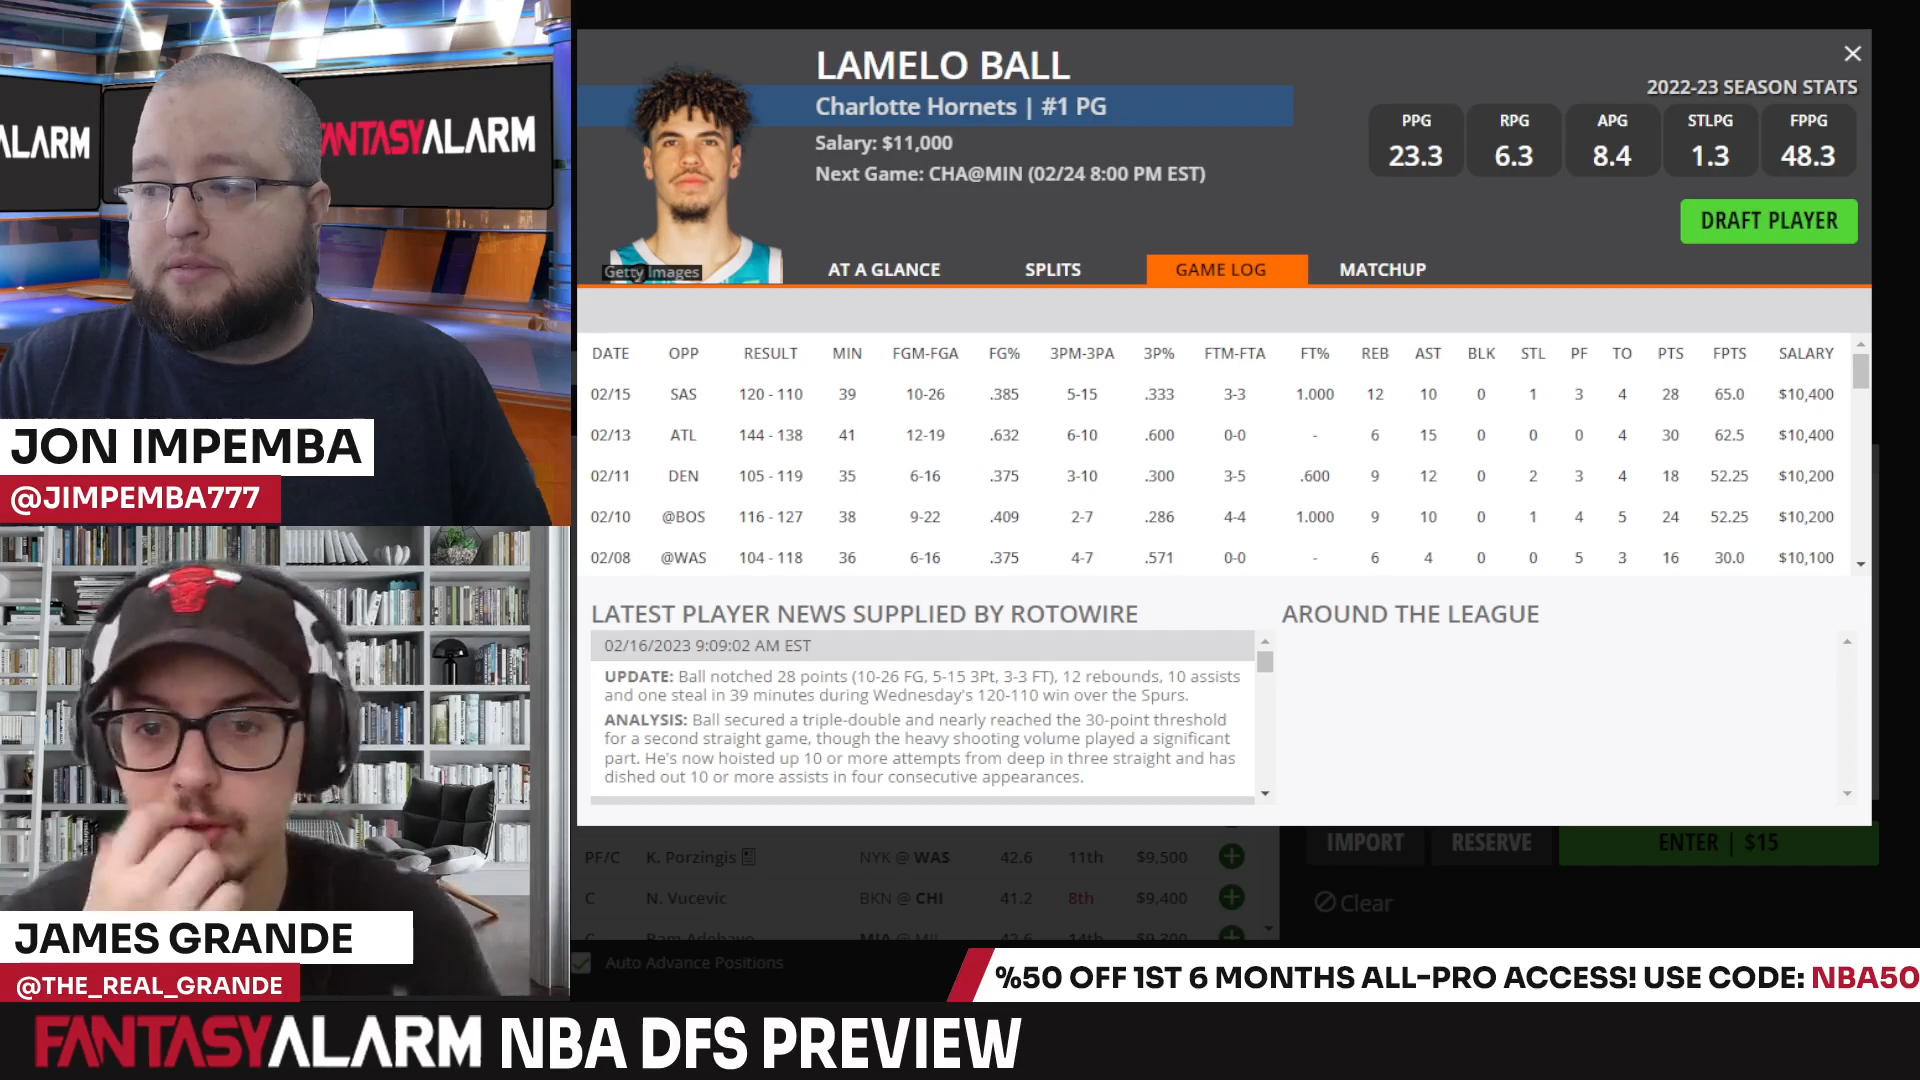 ALARM
FANTASYALARM
JON IMPEMBA
@JIMPEMBA777
JAMES GRANDE
@THE_REAL_GRANDE
LAMELO BALL
Charlotte Hornets | #1 PG
Salary: $11,000
Next Game: CHA@MIN (02/24 8:00 PM EST)
Getty Images
2022-23 SEASON STATS
PPG RPG APG STLPG FPPG
23.3 6.3 8.4 1.3 48.3
DRAFT PLAYER
AT A GLANCE SPLITS GAME LOG MATCHUP
DATE OPP RESULT MIN FGM-FGA FG% 3PM-3PA 3P% FTM-FTA FT% REB AST BLK STL PF TO PTS FPTS SALARY
02/15 SAS 120 - 110 39 10-26 .385 5-15 .333 3-3 1.000 12 10 0 1 3 4 28 65.0 $10,400
02/13 ATL 144 - 138 41 12-19 .632 6-10 .600 0-0 - 6 15 0 0 0 4 30 62.5 $10,400
02/11 DEN 105 - 119 35 6-16 .375 3-10 .300 3-5 .600 9 12 0 2 3 4 18 52.25 $10,200
02/10 @BOS 116 - 127 38 9-22 .409 2-7 .286 4-4 1.000 9 10 0 1 4 5 24 52.25 $10,200
02/08 @WAS 104 - 118 36 6-16 .375 4-7 .571 0-0 - 6 4 0 0 5 3 16 30.0 $10,100
LATEST PLAYER NEWS SUPPLIED BY ROTOWIRE
02/16/2023 9:09:02 AM EST
UPDATE: Ball notched 28 points (10-26 FG, 5-15 3Pt, 3-3 FT), 12 rebounds, 10 assists
and one steal in 39 minutes during Wednesday's 120-110 win over the Spurs.
ANALYSIS: Ball secured a triple-double and nearly reached the 30-point threshold
for a second straight game, though the heavy shooting volume played a significant
part. He's now hoisted up 10 or more attempts from deep in three straight and has
dished out 10 or more assists in four consecutive appearances.
AROUND THE LEAGUE
PF/C K. Porzingis NYK @ WAS 42.6 11th $9,500
C N. Vucevic BKN @ CHI 41.2 8th $9,400
C Bam Adebayo MIA @ MIL 42.6 14th $9,300
Auto Advance Positions
IMPORT RESERVE ENTER | $15
Clear
%50 OFF 1ST 6 MONTHS ALL-PRO ACCESS! USE CODE: NBA50
FANTASYALARM NBA DFS PREVIEW